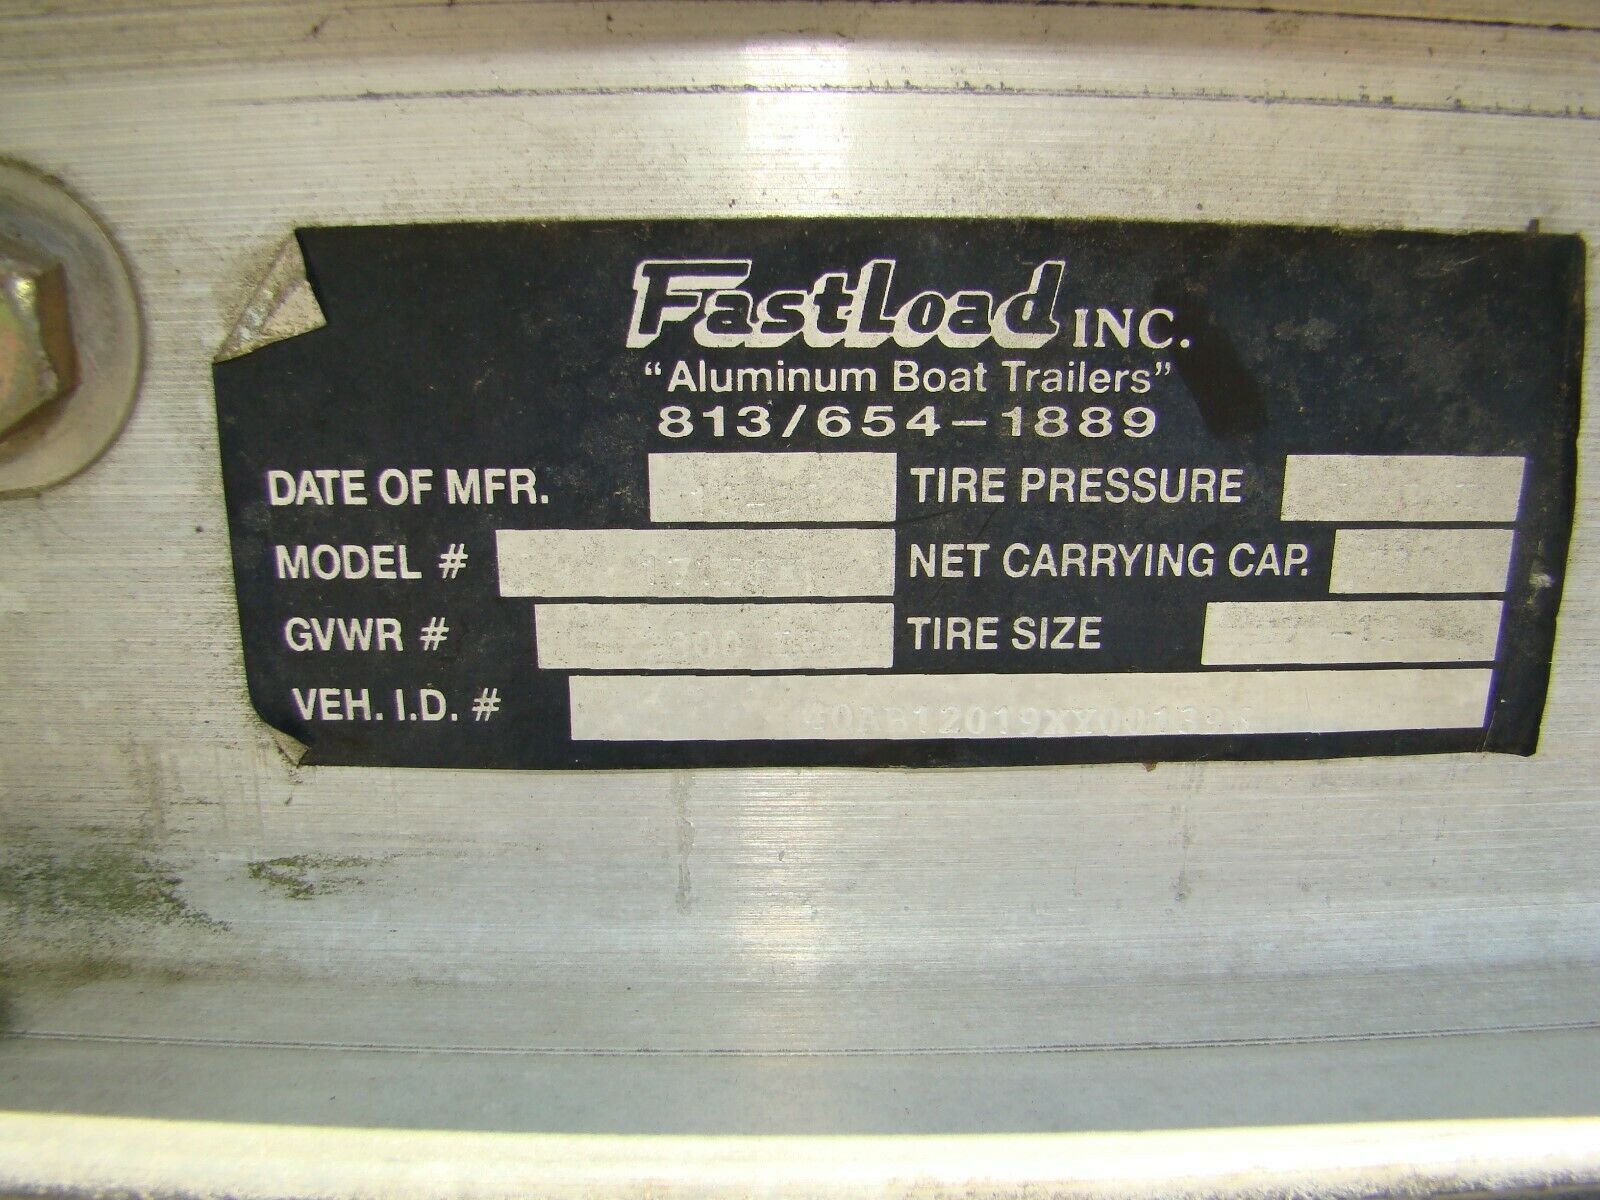 FastLoad INC.
"Aluminum Boat Trailers"
813/654-1889
DATE OF MFR. TIRE PRESSURE
MODEL # NET CARRYING CAP.
GVWR # TIRE SIZE
VEH. I.D. #